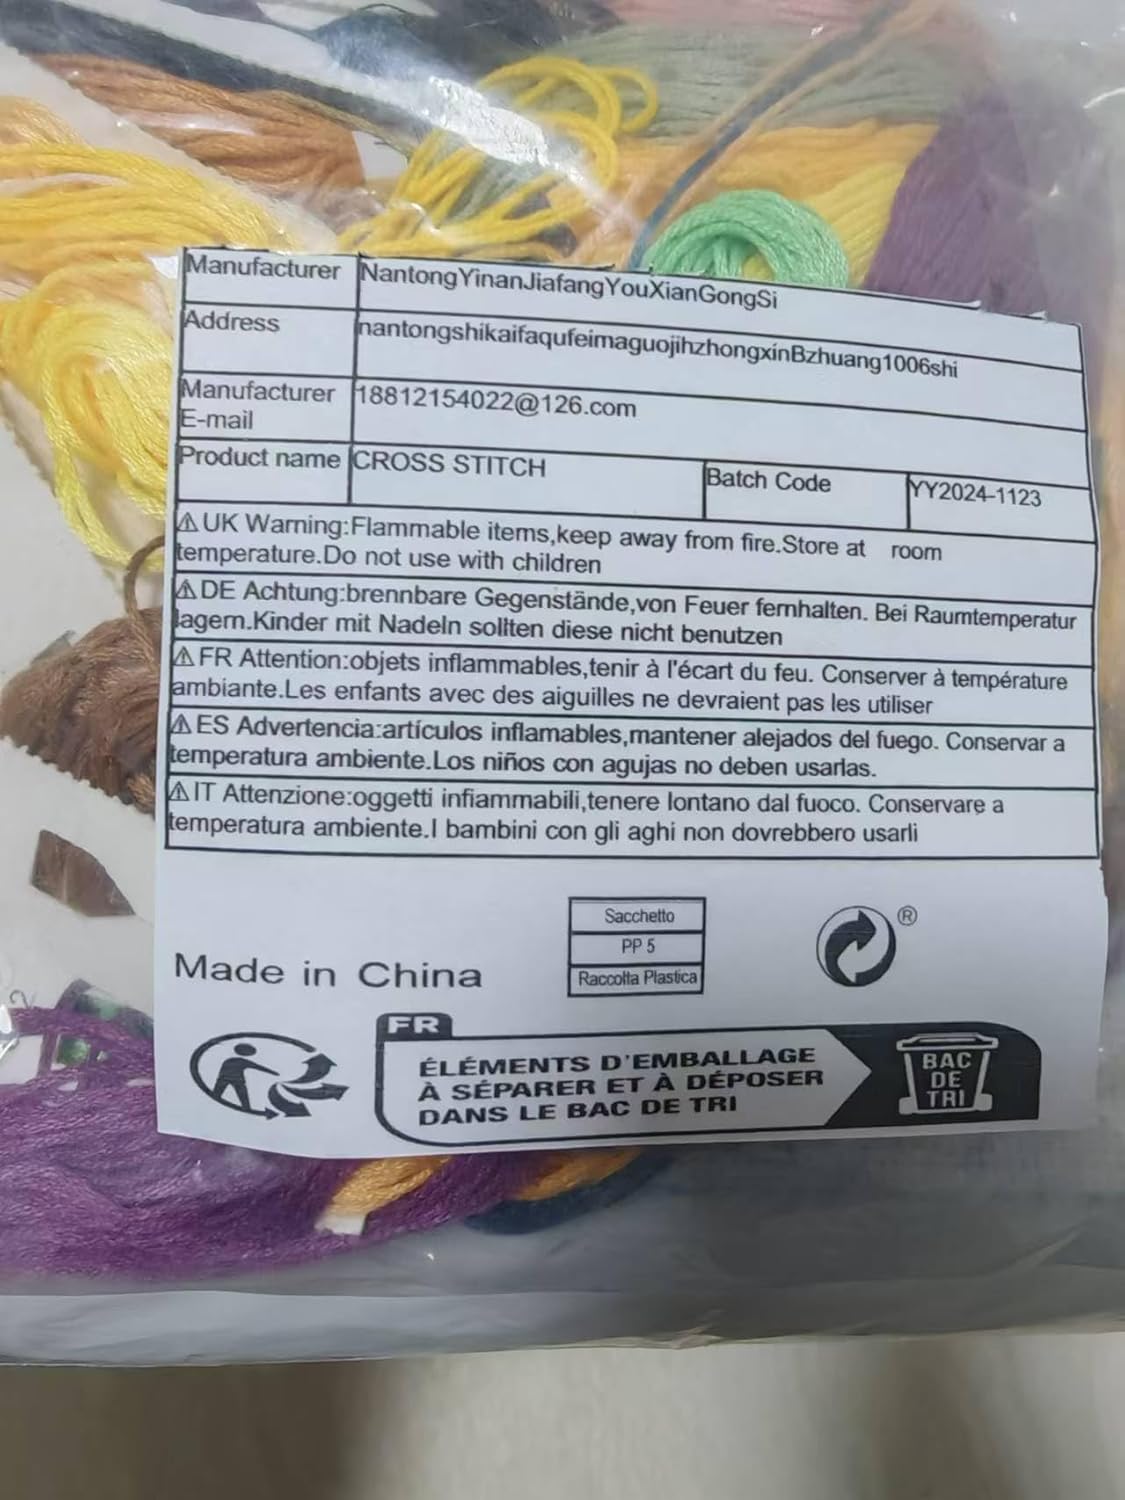 Manufacturer NantongYinanJiafangYouXianGongSi
Address nantongshikaifaqufeimaguojihzhongxinBzhuang1006shi
Manufacturer E-mail 18812154022@126.com
Product name CROSS STITCH Batch Code YY2024-1123
⚠UK Warning:Flammable items,keep away from fire.Store at room
temperature.Do not use with children
⚠DE Achtung:brennbare Gegenstände,von Feuer fernhalten. Bei Raumtemperatur
lagern.Kinder mit Nadeln sollten diese nicht benutzen
⚠FR Attention:objets inflammables,tenir à l'écart du feu. Conserver à température
ambiante.Les enfants avec des aiguilles ne devraient pas les utiliser
⚠ES Advertencia:artículos inflamables,mantener alejados del fuego. Conservar a
temperatura ambiente.Los niños con agujas no deben usarlas.
⚠IT Attenzione:oggetti infiammabili,tenere lontano dal fuoco. Conservare a
temperatura ambiente.I bambini con gli aghi non dovrebbero usarli
Made in China
Sacchetto
PP 5
Raccolta Plastica
®
FR
ÉLÉMENTS D'EMBALLAGE
À SÉPARER ET À DÉPOSER
DANS LE BAC DE TRI
BAC
DE
TRI